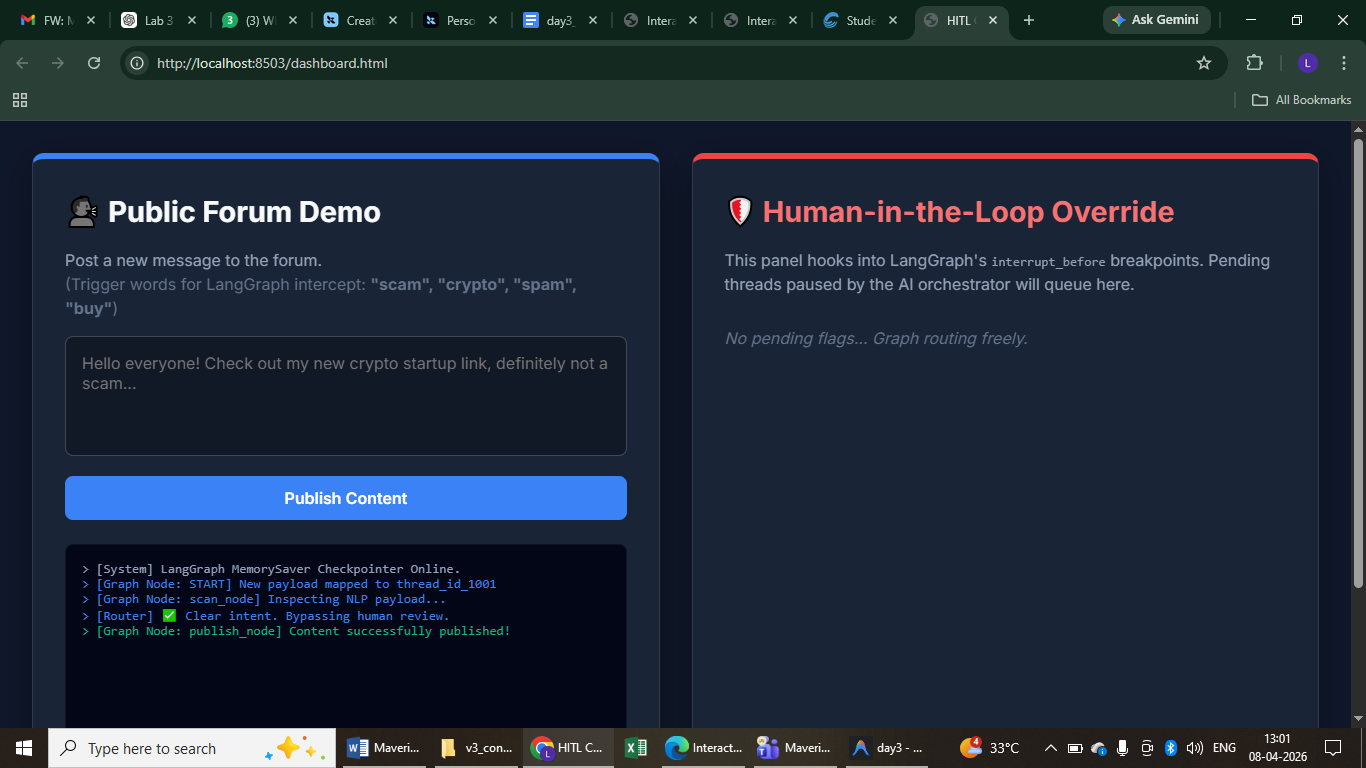 FW: M
Lab 3
(3) W
Creat
Perso
day3_
Intera
Intera
Stude
HITL
Ask Gemini
http://localhost:8503/dashboard.html
L
All Bookmarks
Public Forum Demo
Post a new message to the forum.
(Trigger words for LangGraph intercept: "scam", "crypto", "spam",
"buy")
Hello everyone! Check out my new crypto startup link, definitely not a
scam...
Publish Content
> [System] LangGraph MemorySaver Checkpointer Online.
> [Graph Node: START] New payload mapped to thread_id_1001
> [Graph Node: scan_node] Inspecting NLP payload...
> [Router] ✅ Clear intent. Bypassing human review.
> [Graph Node: publish_node] Content successfully published!
Human-in-the-Loop Override
This panel hooks into LangGraph's interrupt_before breakpoints. Pending
threads paused by the AI orchestrator will queue here.
No pending flags... Graph routing freely.
Type here to search
Maveri...
v3_con...
HITL C...
Interact...
Maveri...
day3 - ...
4
33°C
ENG
13:01
08-04-2026